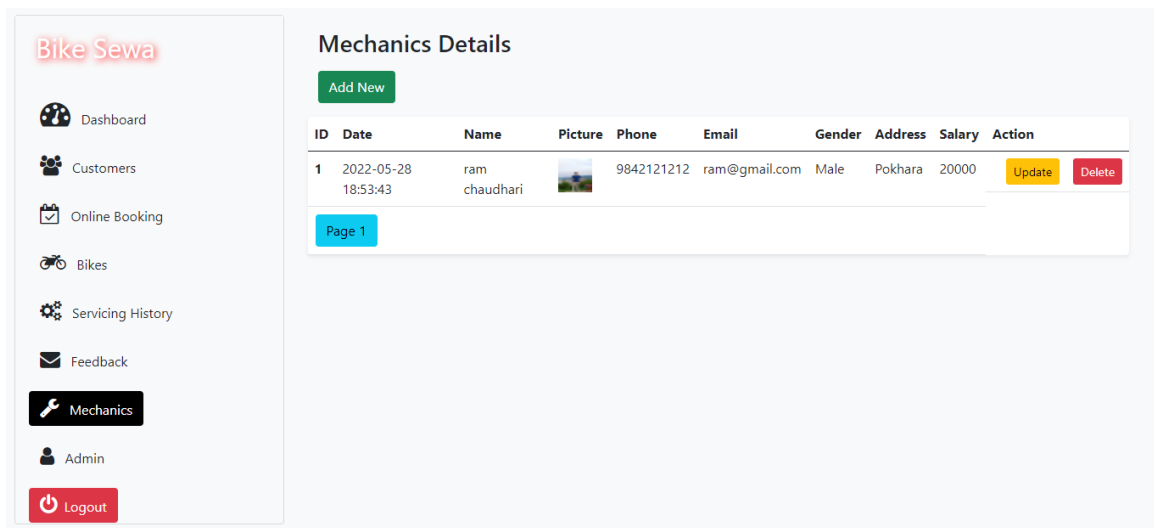 Bike Sewa
Dashboard
Customers
Online Booking
Bikes
Servicing History
Feedback
Mechanics
Admin
Logout
Mechanics Details
Add New
ID Date Name Picture Phone Email Gender Address Salary Action
1 2022-05-28 ram 9842121212 ram@gmail.com Male Pokhara 20000 Update Delete
18:53:43 chaudhari
Page 1